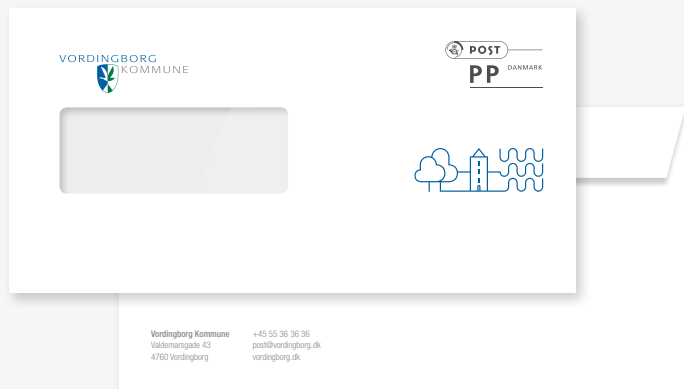 VORDINGBORG
KOMMUNE
POST
PP DANMARK
Vordingborg Kommune
Valdemarsgade 43
4760 Vordingborg
+45 55 36 36 36
post@vordingborg.dk
vordingborg.dk